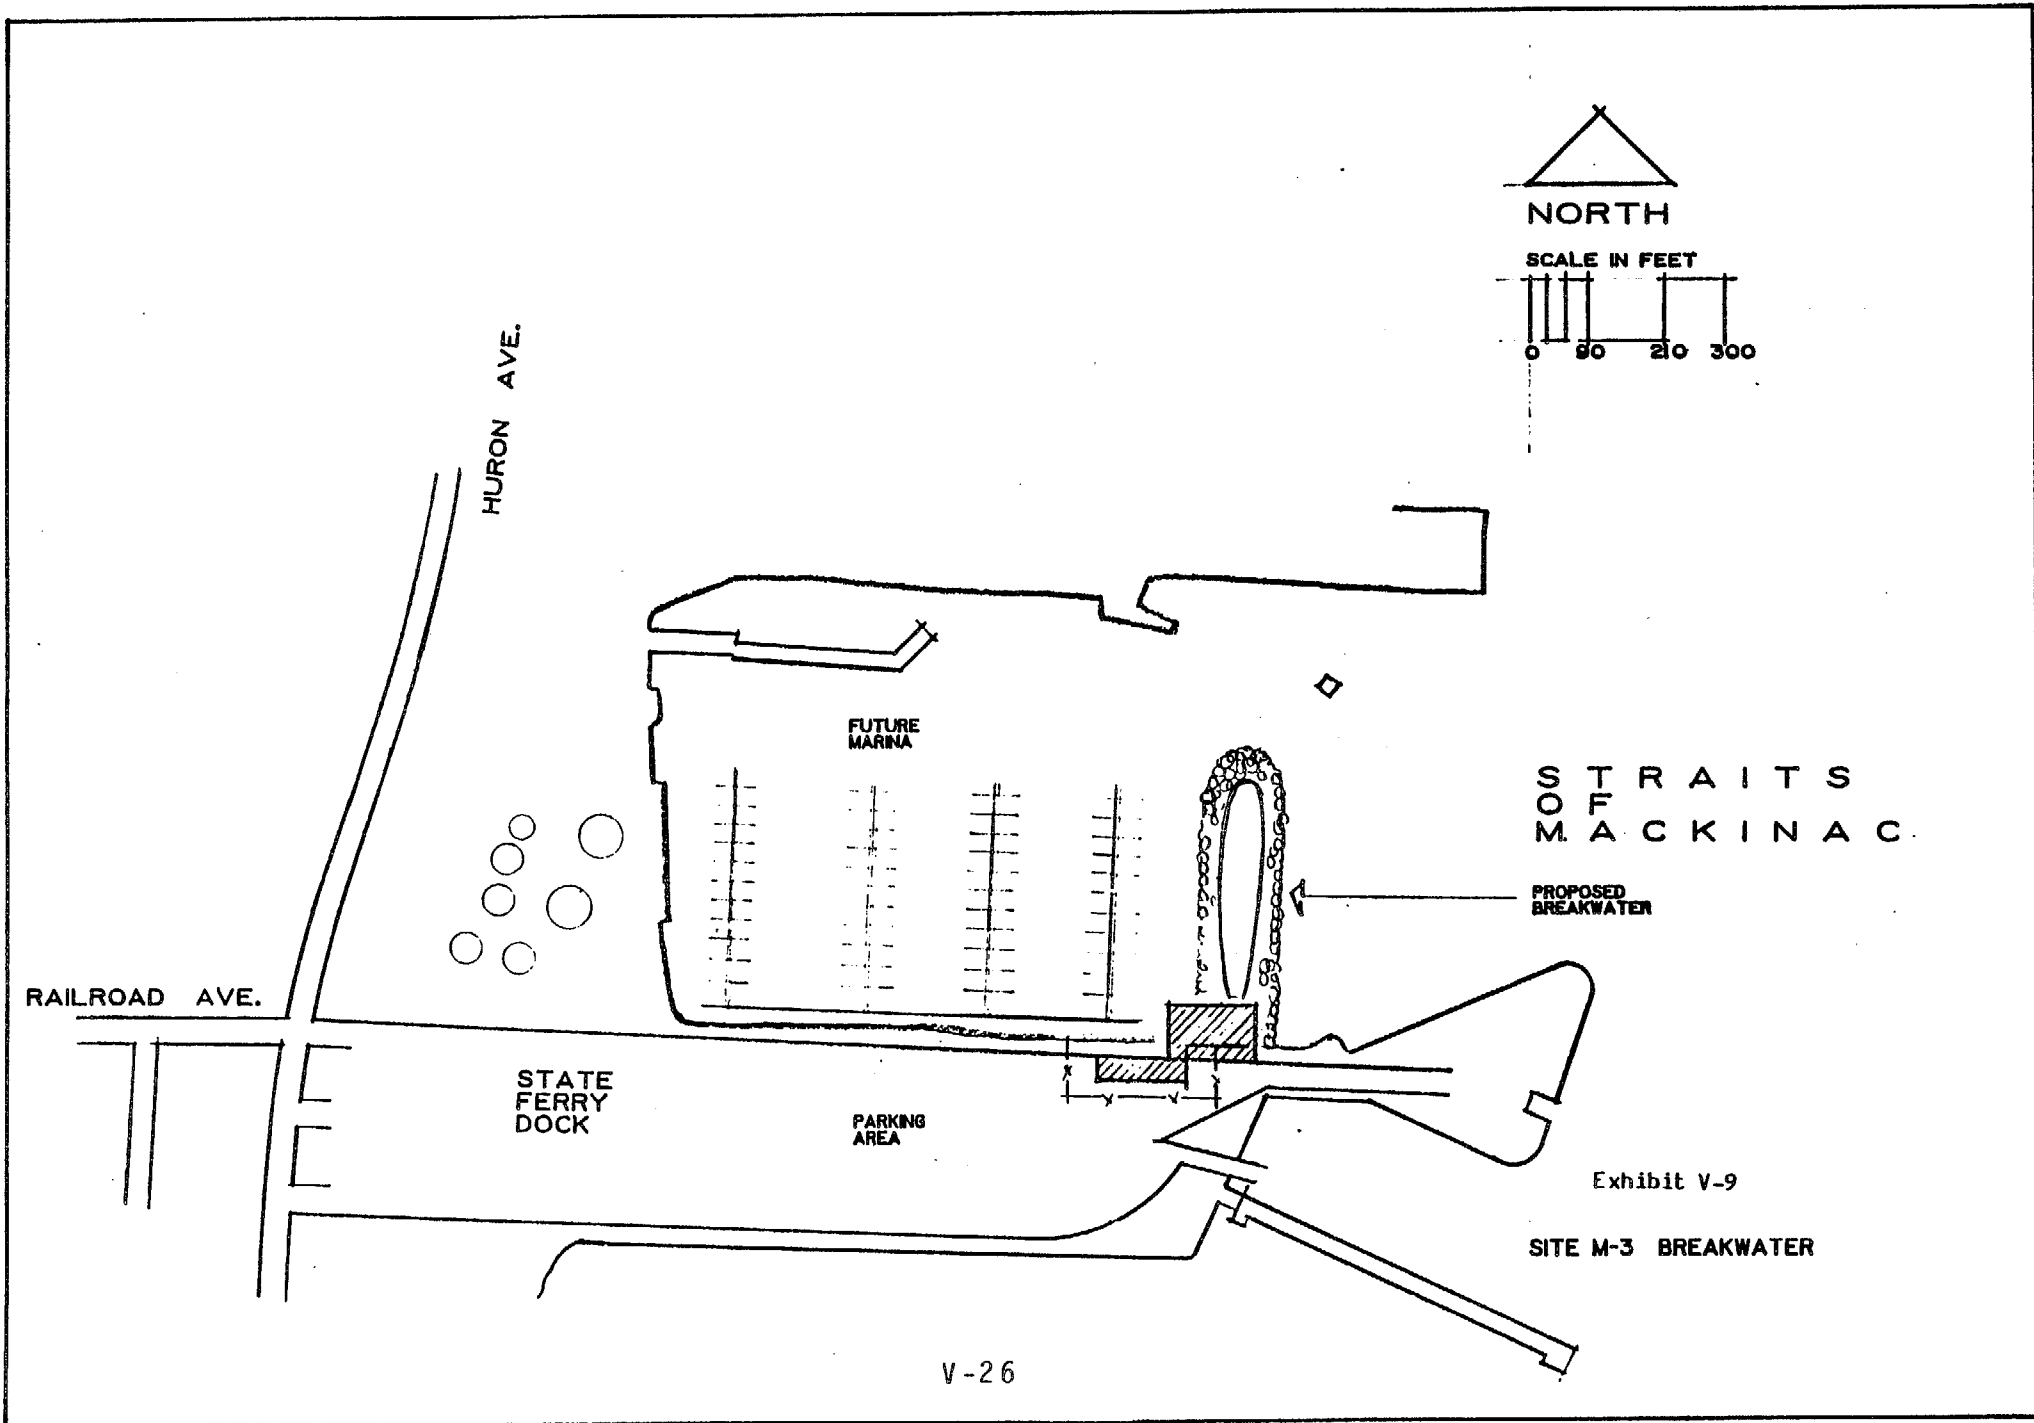 NORTH
SCALE IN FEET
0 90 210 300
HURON AVE.
FUTURE
MARINA
STRAITS
OF
MACKINAC
PROPOSED
BREAKWATER
RAILROAD AVE.
STATE
FERRY
DOCK
PARKING
AREA
Exhibit V-9
SITE M-3 BREAKWATER
V-26